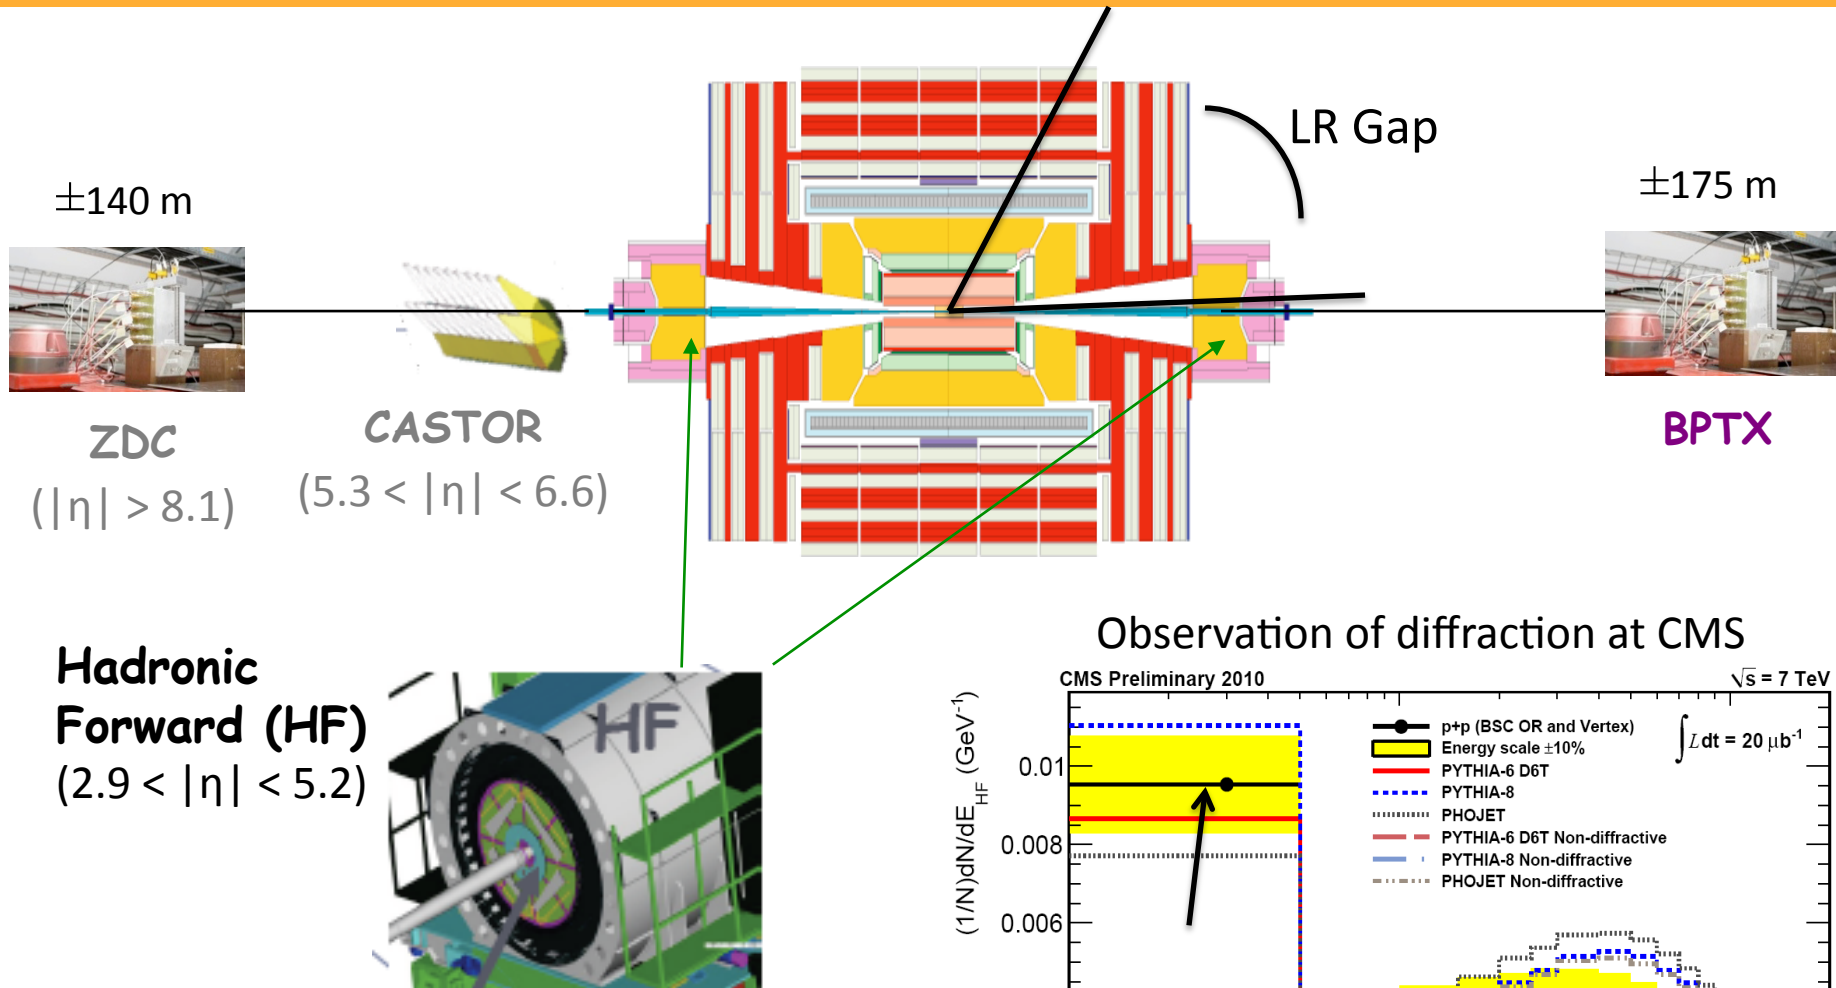 LR Gap
±140 m
±175 m
ZDC
(|η| > 8.1)
CASTOR
(5.3 < |η| < 6.6)
BPTX
Hadronic
Forward (HF)
(2.9 < |η| < 5.2)
HF
Observation of diffraction at CMS
CMS Preliminary 2010
√s = 7 TeV
(1/N)dN/dE_HF (GeV⁻¹)
0.01
0.008
0.006
p+p (BSC OR and Vertex)
Energy scale ±10%
PYTHIA-6 D6T
PYTHIA-8
PHOJET
PYTHIA-6 D6T Non-diffractive
PYTHIA-8 Non-diffractive
PHOJET Non-diffractive
∫L dt = 20 μb⁻¹